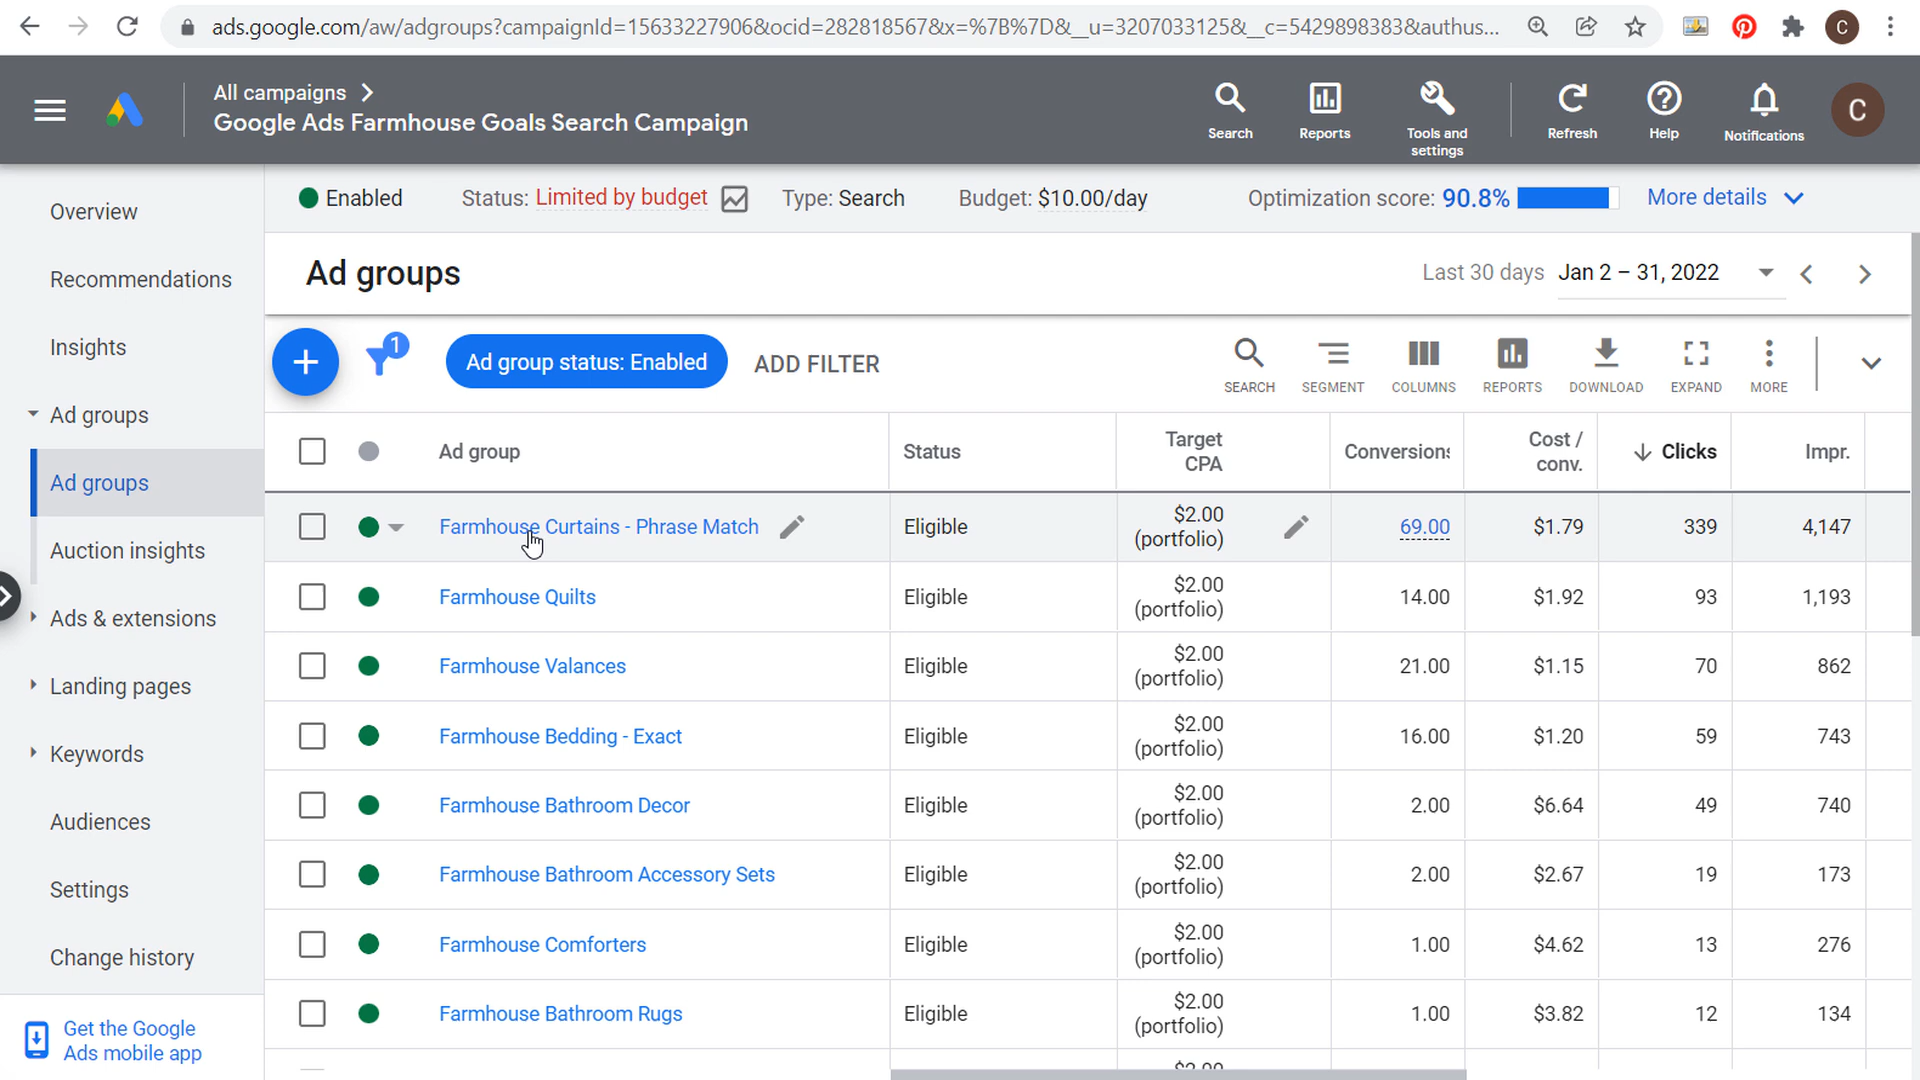 ads.google.com/aw/adgroups?campaignId=15633227906&ocid=282818567&x=%7B%7D&__u=3207033125&__c=5429898383&authus...
C
All campaigns
Google Ads Farmhouse Goals Search Campaign
Search
Reports
Tools and
settings
Refresh
Help
Notifications
C
Enabled
Status: Limited by budget
Type: Search
Budget: $10.00/day
Optimization score: 90.8%
More details
Overview
Recommendations
Insights
Ad groups
Ad groups
Auction insights
Ads & extensions
Landing pages
Keywords
Audiences
Settings
Change history
Get the Google
Ads mobile app
Ad groups
Last 30 days Jan 2 – 31, 2022
1
Ad group status: Enabled
ADD FILTER
SEARCH
SEGMENT
COLUMNS
REPORTS
DOWNLOAD
EXPAND
MORE
Ad group Status Target CPA Conversions Cost / conv. Clicks Impr.
Farmhouse Curtains - Phrase Match Eligible $2.00 (portfolio) 69.00 $1.79 339 4,147
Farmhouse Quilts Eligible $2.00 (portfolio) 14.00 $1.92 93 1,193
Farmhouse Valances Eligible $2.00 (portfolio) 21.00 $1.15 70 862
Farmhouse Bedding - Exact Eligible $2.00 (portfolio) 16.00 $1.20 59 743
Farmhouse Bathroom Decor Eligible $2.00 (portfolio) 2.00 $6.64 49 740
Farmhouse Bathroom Accessory Sets Eligible $2.00 (portfolio) 2.00 $2.67 19 173
Farmhouse Comforters Eligible $2.00 (portfolio) 1.00 $4.62 13 276
Farmhouse Bathroom Rugs Eligible $2.00 (portfolio) 1.00 $3.82 12 134